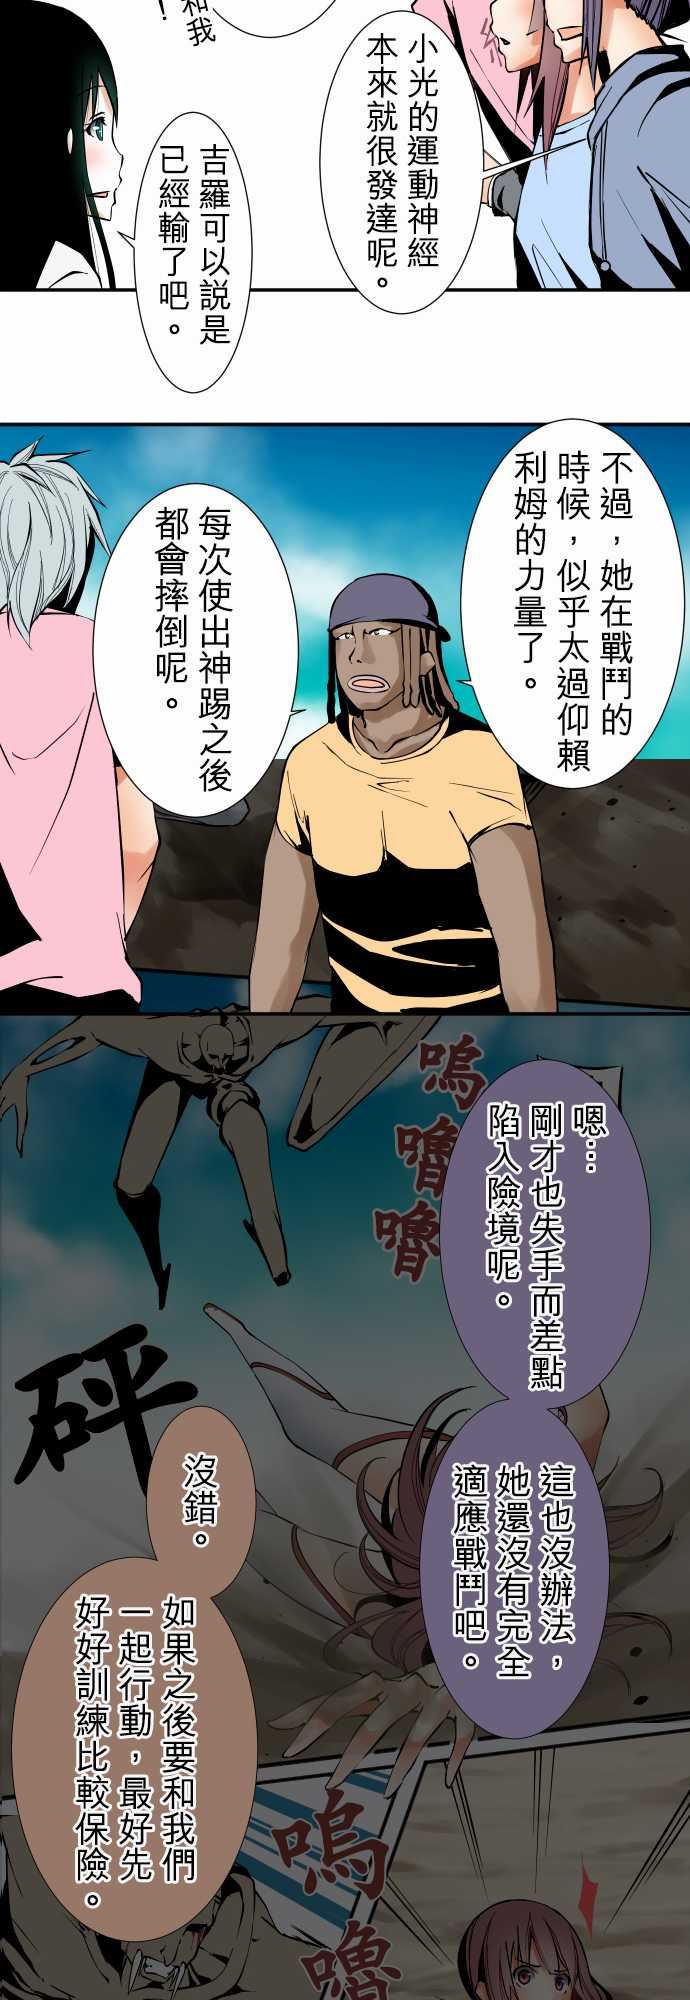 和我
！
小光的運動神經
本來就很發達呢。
吉羅可以說是
已經輸了吧。
不過，她在戰鬥的
時候，似乎太過仰賴
利姆的力量了。
每次使出神踢之後
都會摔倒呢。
嗚嚕嚕
嗯…
剛才也失手而差點
陷入險境呢。
砰
這也沒辦法，
她還沒有完全
適應戰鬥吧。
沒錯。
如果之後要和我們
一起行動，最好先
好好訓練比較保險。
嗚嚕